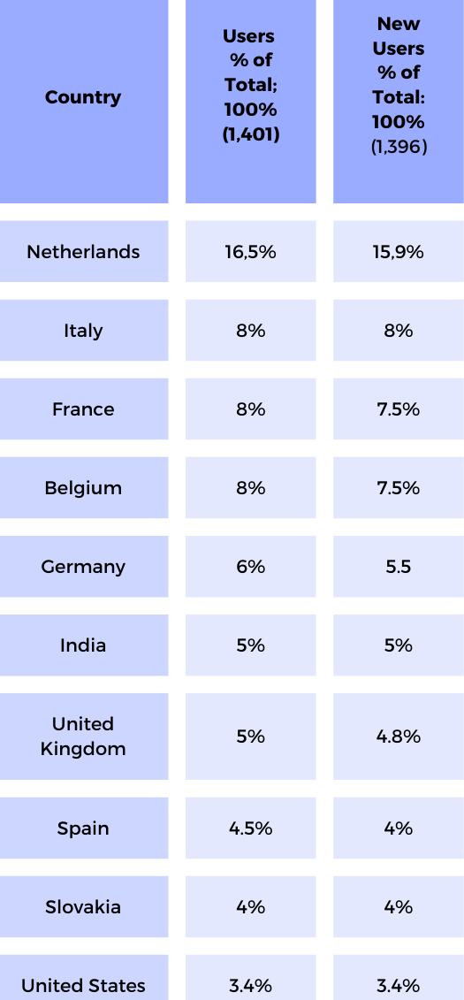 Country
Users
% of
Total;
100%
(1,401)
New
Users
% of
Total:
100%
(1,396)
Netherlands
16,5%
15,9%
Italy
8%
8%
France
8%
7.5%
Belgium
8%
7.5%
Germany
6%
5.5
India
5%
5%
United
Kingdom
5%
4.8%
Spain
4.5%
4%
Slovakia
4%
4%
United States
3.4%
3.4%